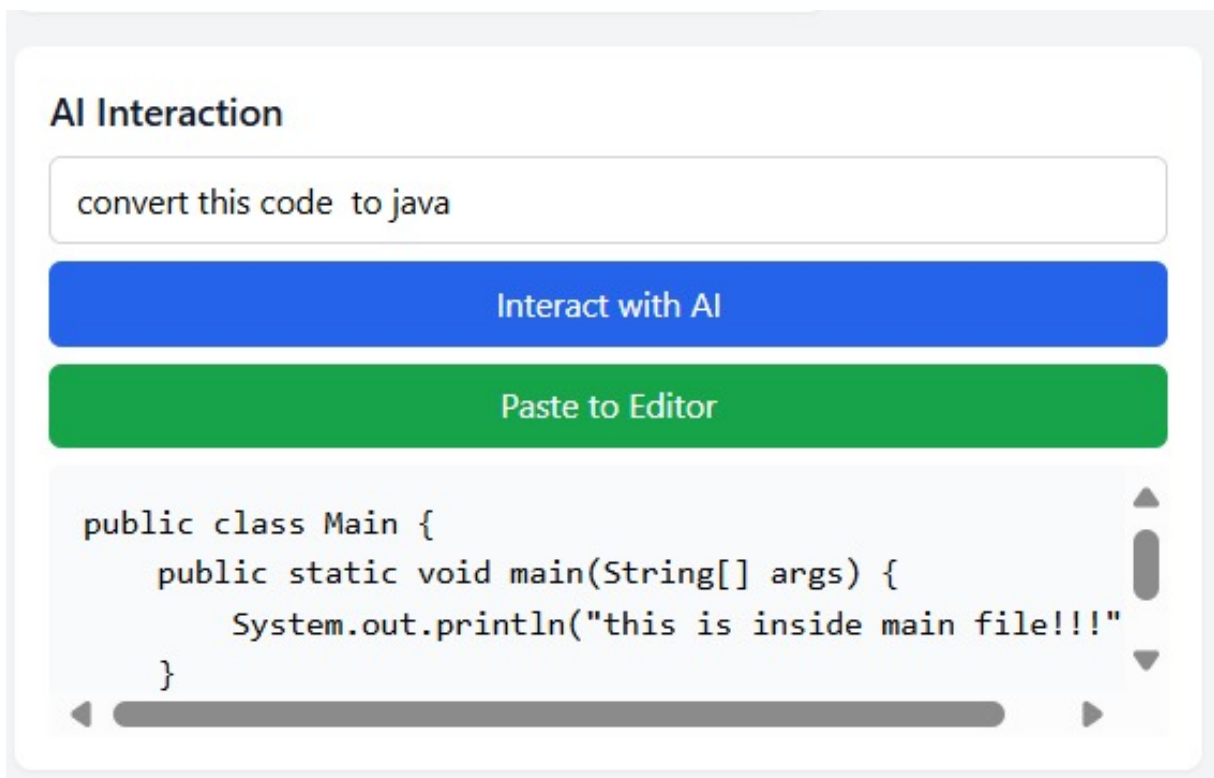 AI Interaction
convert this code  to java
Interact with AI
Paste to Editor
public class Main {
    public static void main(String[] args) {
        System.out.println("this is inside main file!!!"
    }